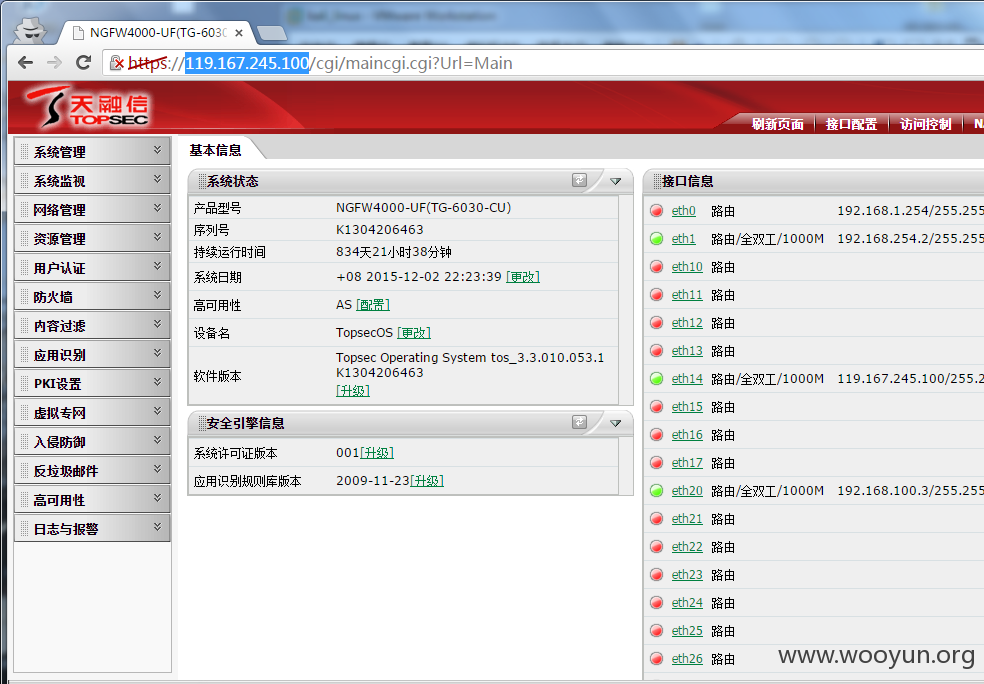 NGFW4000-UF(TG-6030
https://119.167.245.100/cgi/maincgi.cgi?Url=Main
天融信
TOPSEC
刷新页面 接口配置 访问控制
系统管理
系统监视
网络管理
资源管理
用户认证
防火墙
内容过滤
应用识别
PKI设置
虚拟专网
入侵防御
反垃圾邮件
高可用性
日志与报警
基本信息
系统状态
产品型号 NGFW4000-UF(TG-6030-CU)
序列号 K1304206463
持续运行时间 834天21小时38分钟
系统日期 +08 2015-12-02 22:23:39 [更改]
高可用性 AS [配置]
设备名 TopsecOS [更改]
软件版本 Topsec Operating System tos_3.3.010.053.1
K1304206463
[升级]
安全引擎信息
系统许可证版本 001[升级]
应用识别规则库版本 2009-11-23[升级]
接口信息
eth0 路由 192.168.1.254/255.255
eth1 路由/全双工/1000M 192.168.254.2/255.255
eth10 路由
eth11 路由
eth12 路由
eth13 路由
eth14 路由/全双工/1000M 119.167.245.100/255.2
eth15 路由
eth16 路由
eth17 路由
eth20 路由/全双工/1000M 192.168.100.3/255.255
eth21 路由
eth22 路由
eth23 路由
eth24 路由
eth25 路由
eth26 路由
www.wooyun.org